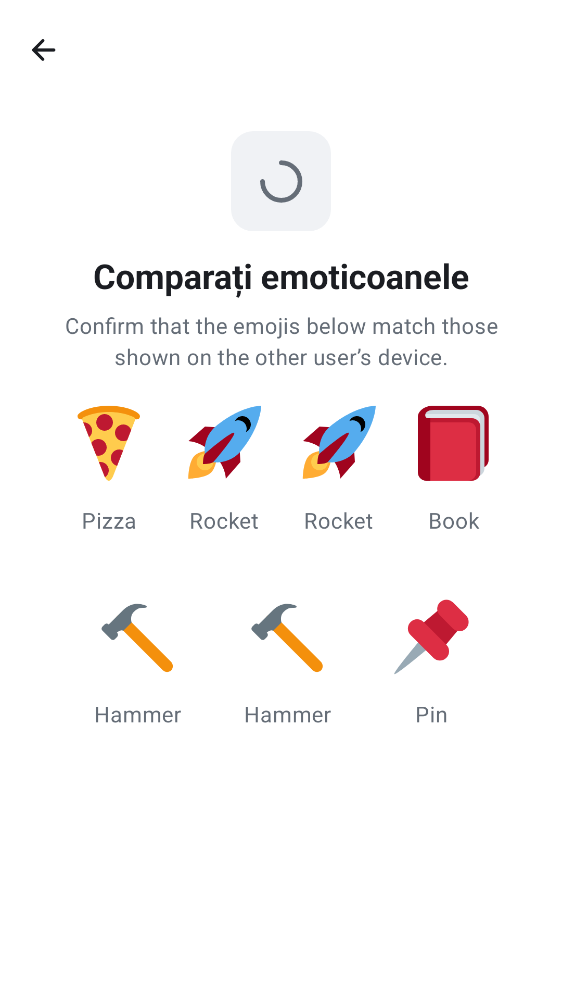 Comparați emoticoanele
Confirm that the emojis below match those
shown on the other user’s device.
Pizza Rocket Rocket Book
Hammer Hammer Pin